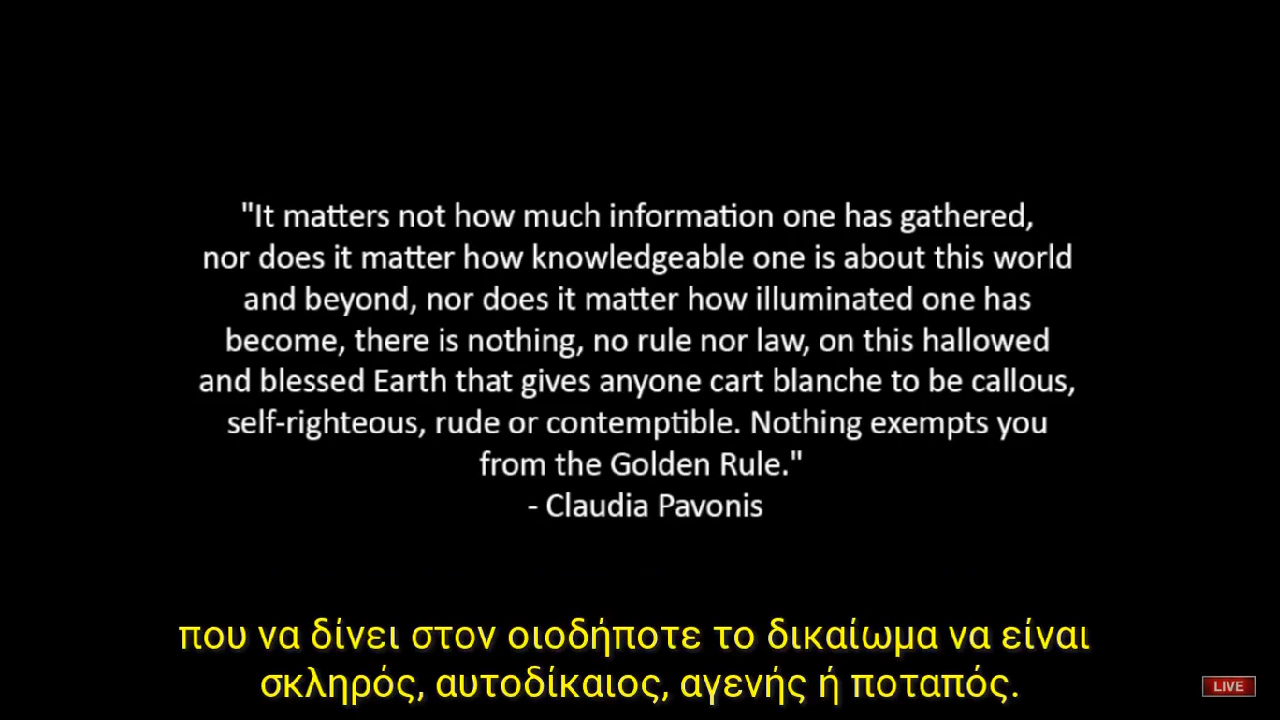 "It matters not how much information one has gathered,
nor does it matter how knowledgeable one is about this world
and beyond, nor does it matter how illuminated one has
become, there is nothing, no rule nor law, on this hallowed
and blessed Earth that gives anyone cart blanche to be callous,
self-righteous, rude or contemptible. Nothing exempts you
from the Golden Rule."
- Claudia Pavonis
που να δίνει στον οιοδήποτε το δικαίωμα να είναι
σκληρός, αυτοδίκαιος, αγενής ή ποταπός.
LIVE